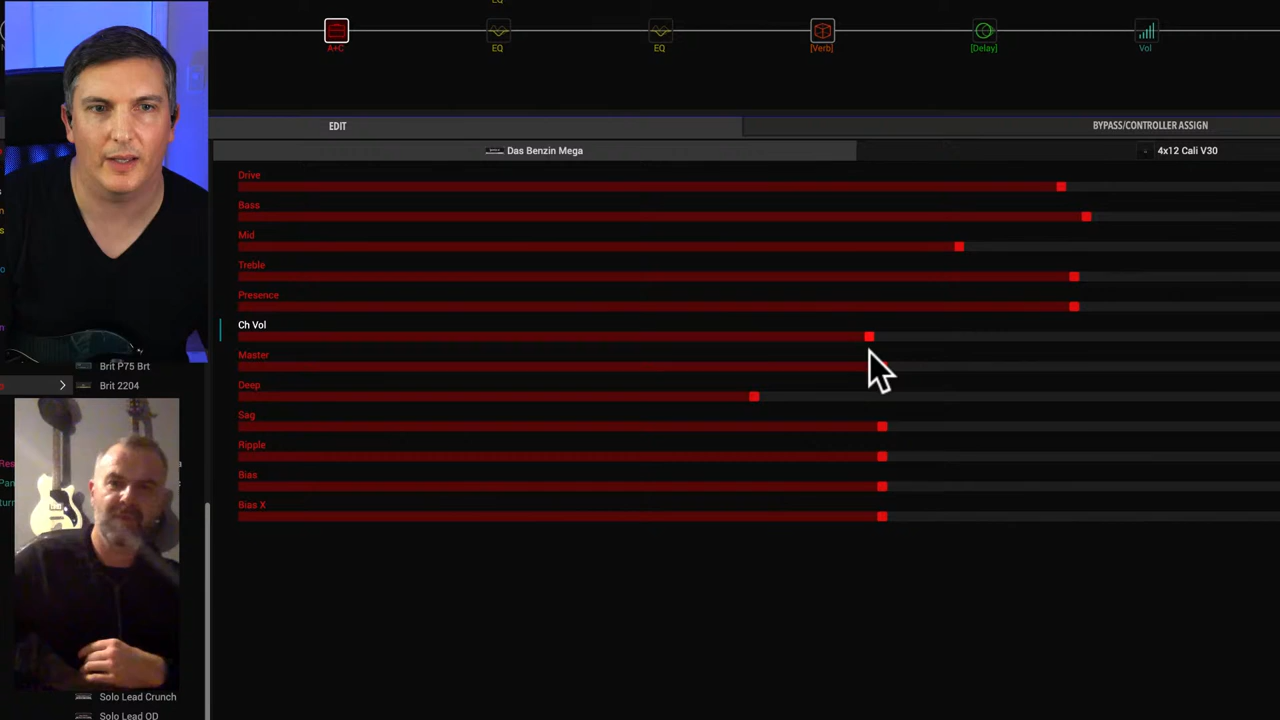 EQ
A+C
EQ
EQ
[Verb]
[Delay]
Vol
EDIT
BYPASS/CONTROLLER ASSIGN
Das Benzin Mega
4x12 Cali V30
Drive
Bass
Mid
Treble
Presence
Ch Vol
Master
Deep
Sag
Ripple
Bias
Bias X
Brit P75 Brt
Brit 2204
Solo Lead Crunch
Solo Lead OD